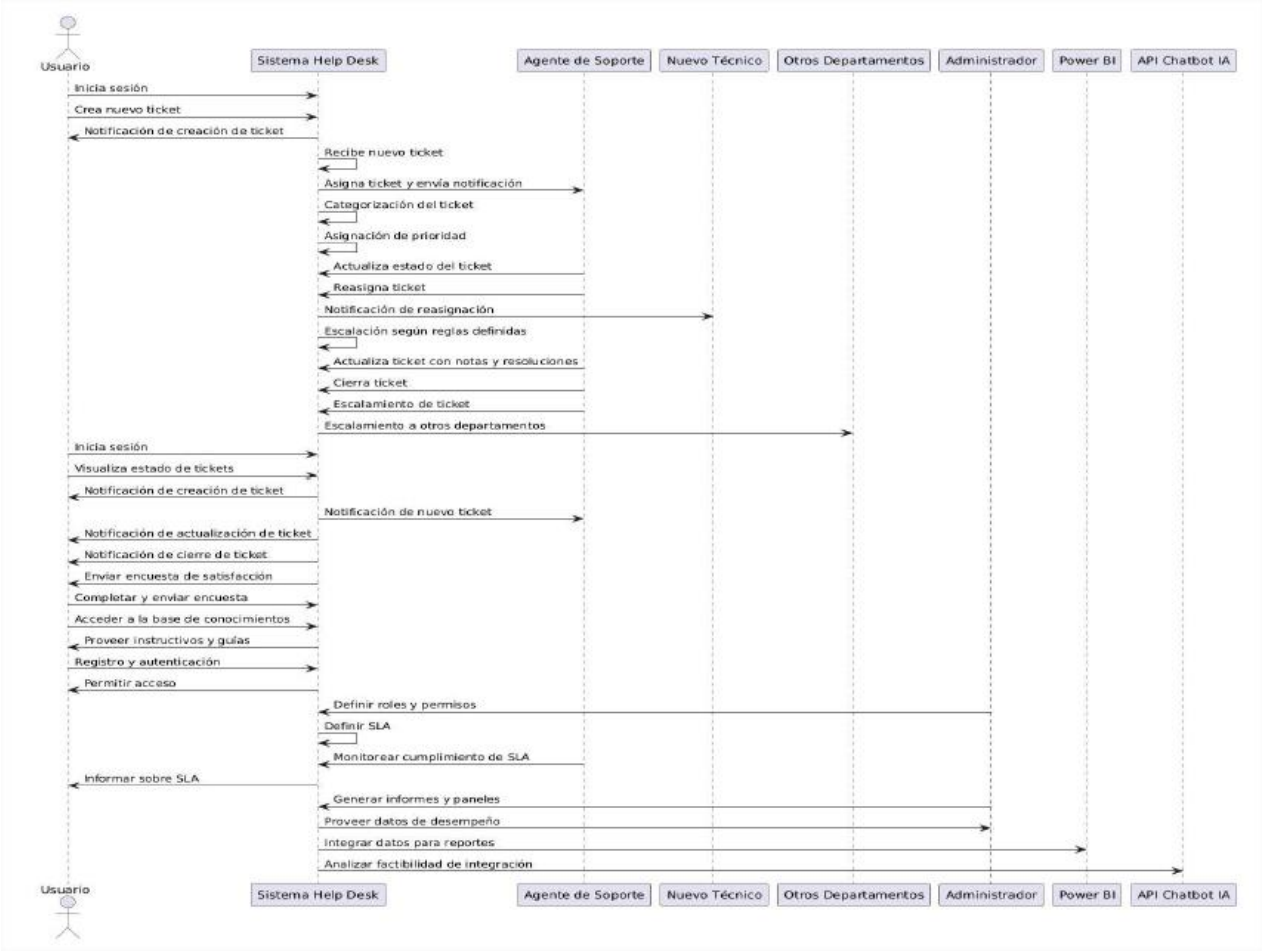 Usuario
Sistema Help Desk
Agente de Soporte
Nuevo Técnico
Otros Departamentos
Administrador
Power BI
API Chatbot IA
Inicia sesión
Crea nuevo ticket
Notificación de creación de ticket
Recibe nuevo ticket
Asigna ticket y envía notificación
Categorización del ticket
Asignación de prioridad
Actualiza estado del ticket
Reasigna ticket
Notificación de reasignación
Escalación según reglas definidas
Actualiza ticket con notas y resoluciones
Cierra ticket
Escalamiento de ticket
Escalamiento a otros departamentos
Inicia sesión
Visualiza estado de tickets
Notificación de creación de ticket
Notificación de nuevo ticket
Notificación de actualización de ticket
Notificación de cierre de ticket
Enviar encuesta de satisfacción
Completar y enviar encuesta
Acceder a la base de conocimientos
Proveer instructivos y guías
Registro y autenticación
Permitir acceso
Definir roles y permisos
Definir SLA
Monitorear cumplimiento de SLA
Informar sobre SLA
Generar informes y paneles
Proveer datos de desempeño
Integrar datos para reportes
Analizar factibilidad de integración
Usuario
Sistema Help Desk
Agente de Soporte
Nuevo Técnico
Otros Departamentos
Administrador
Power BI
API Chatbot IA